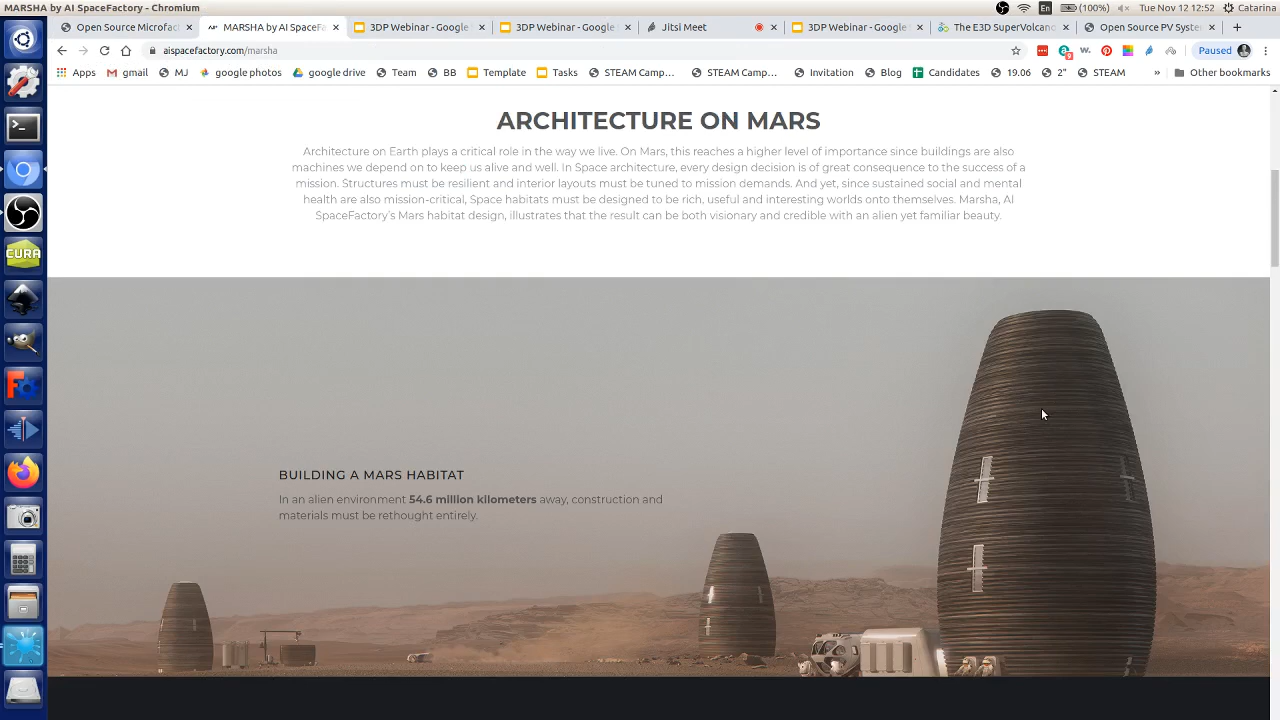 MARSHA by AI SpaceFactory - Chromium
En (100%) Tue Nov 12 12:52 Catarina
Open Source Microfac
MARSHA by AI SpaceFa
3DP Webinar - Google
3DP Webinar - Google
Jitsi Meet
3DP Webinar - Google
The E3D SuperVolcano
Open Source PV System
aispacefactory.com/marsha
9
W.
Paused
Apps gmail MJ google photos google drive Team BB Template Tasks STEAM Camp... STEAM Camp... Invitation Blog Candidates 19.06 2" STEAM » Other bookmarks
CURA
ARCHITECTURE ON MARS
Architecture on Earth plays a critical role in the way we live. On Mars, this reaches a higher level of importance since buildings are also
machines we depend on to keep us alive and well. In Space architecture, every design decision is of great consequence to the success of a
mission. Structures must be resilient and interior layouts must be tuned to mission demands. And yet, since sustained social and mental
health are also mission-critical, Space habitats must be designed to be rich, useful and interesting worlds onto themselves. Marsha, AI
SpaceFactory's Mars habitat design, illustrates that the result can be both visionary and credible with an alien yet familiar beauty.
BUILDING A MARS HABITAT
In an alien environment 54.6 million kilometers away, construction and
materials must be rethought entirely.